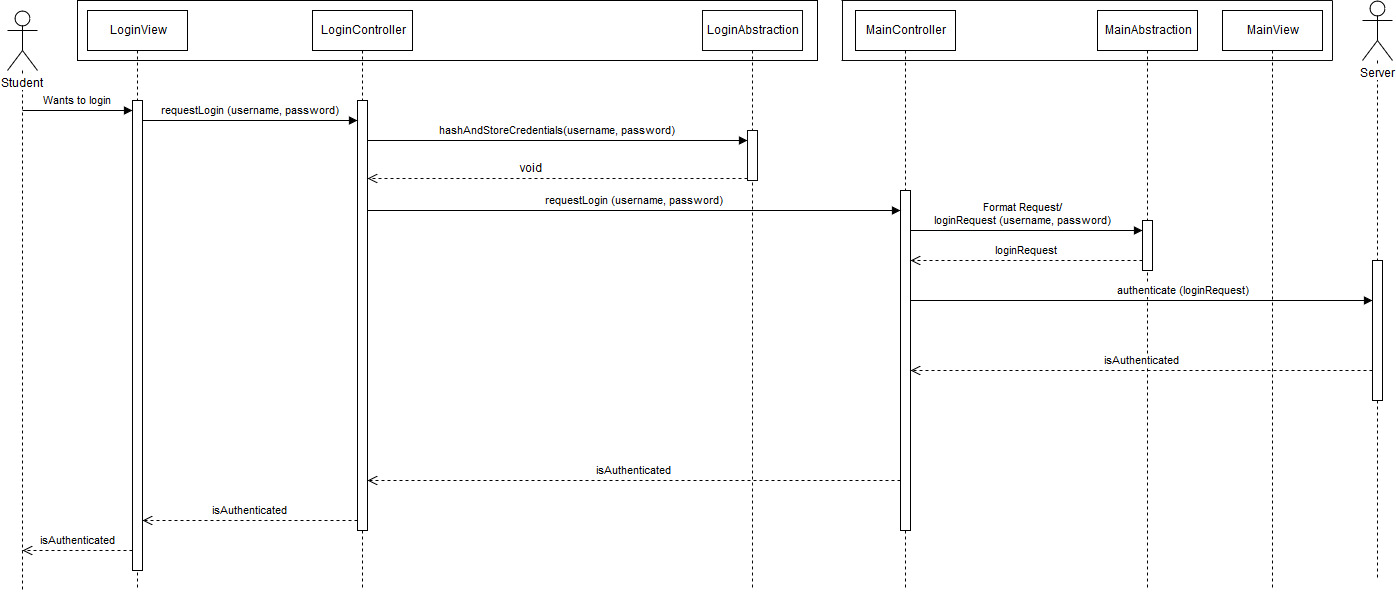 LoginView
LoginController
LoginAbstraction
MainController
MainAbstraction
MainView
Student
Server
Wants to login
requestLogin (username, password)
hashAndStoreCredentials(username, password)
void
requestLogin (username, password)
Format Request/
loginRequest (username, password)
loginRequest
authenticate (loginRequest)
isAuthenticated
isAuthenticated
isAuthenticated
isAuthenticated